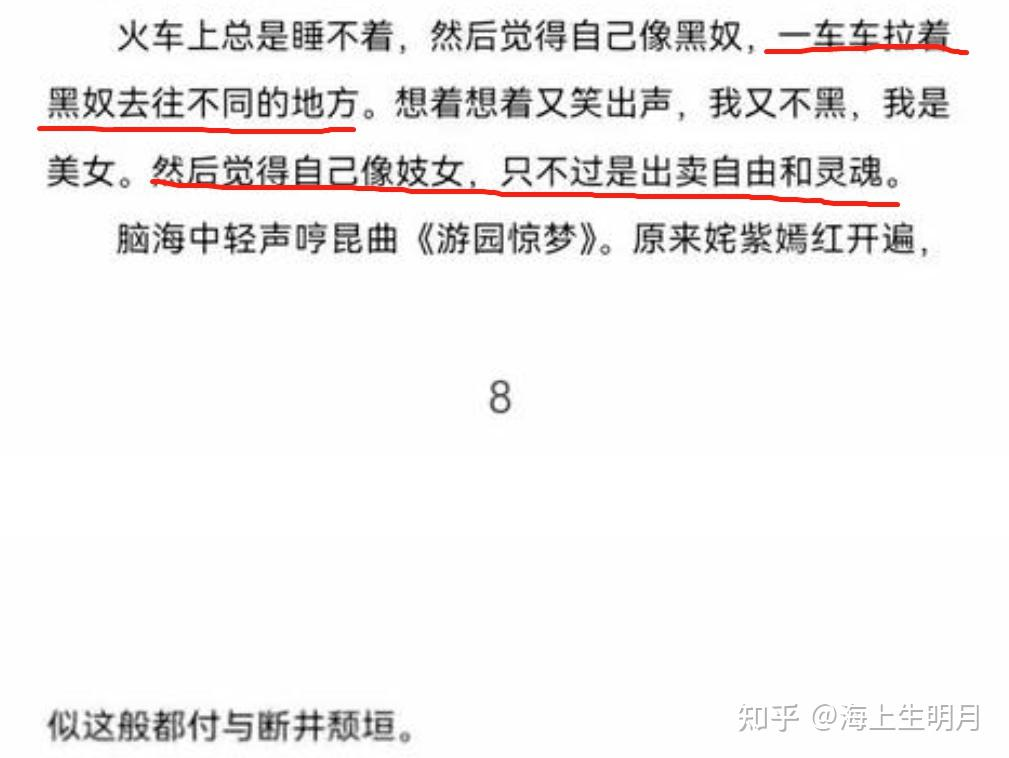 火车上总是睡不着，然后觉得自己像黑奴，一车车拉着
黑奴去往不同的地方。想着想着又笑出声，我又不黑，我是
美女。然后觉得自己像妓女，只不过是出卖自由和灵魂。
脑海中轻声哼昆曲《游园惊梦》。原来姹紫嫣红开遍，
8
似这般都付与断井颓垣。
知乎 @海上生明月